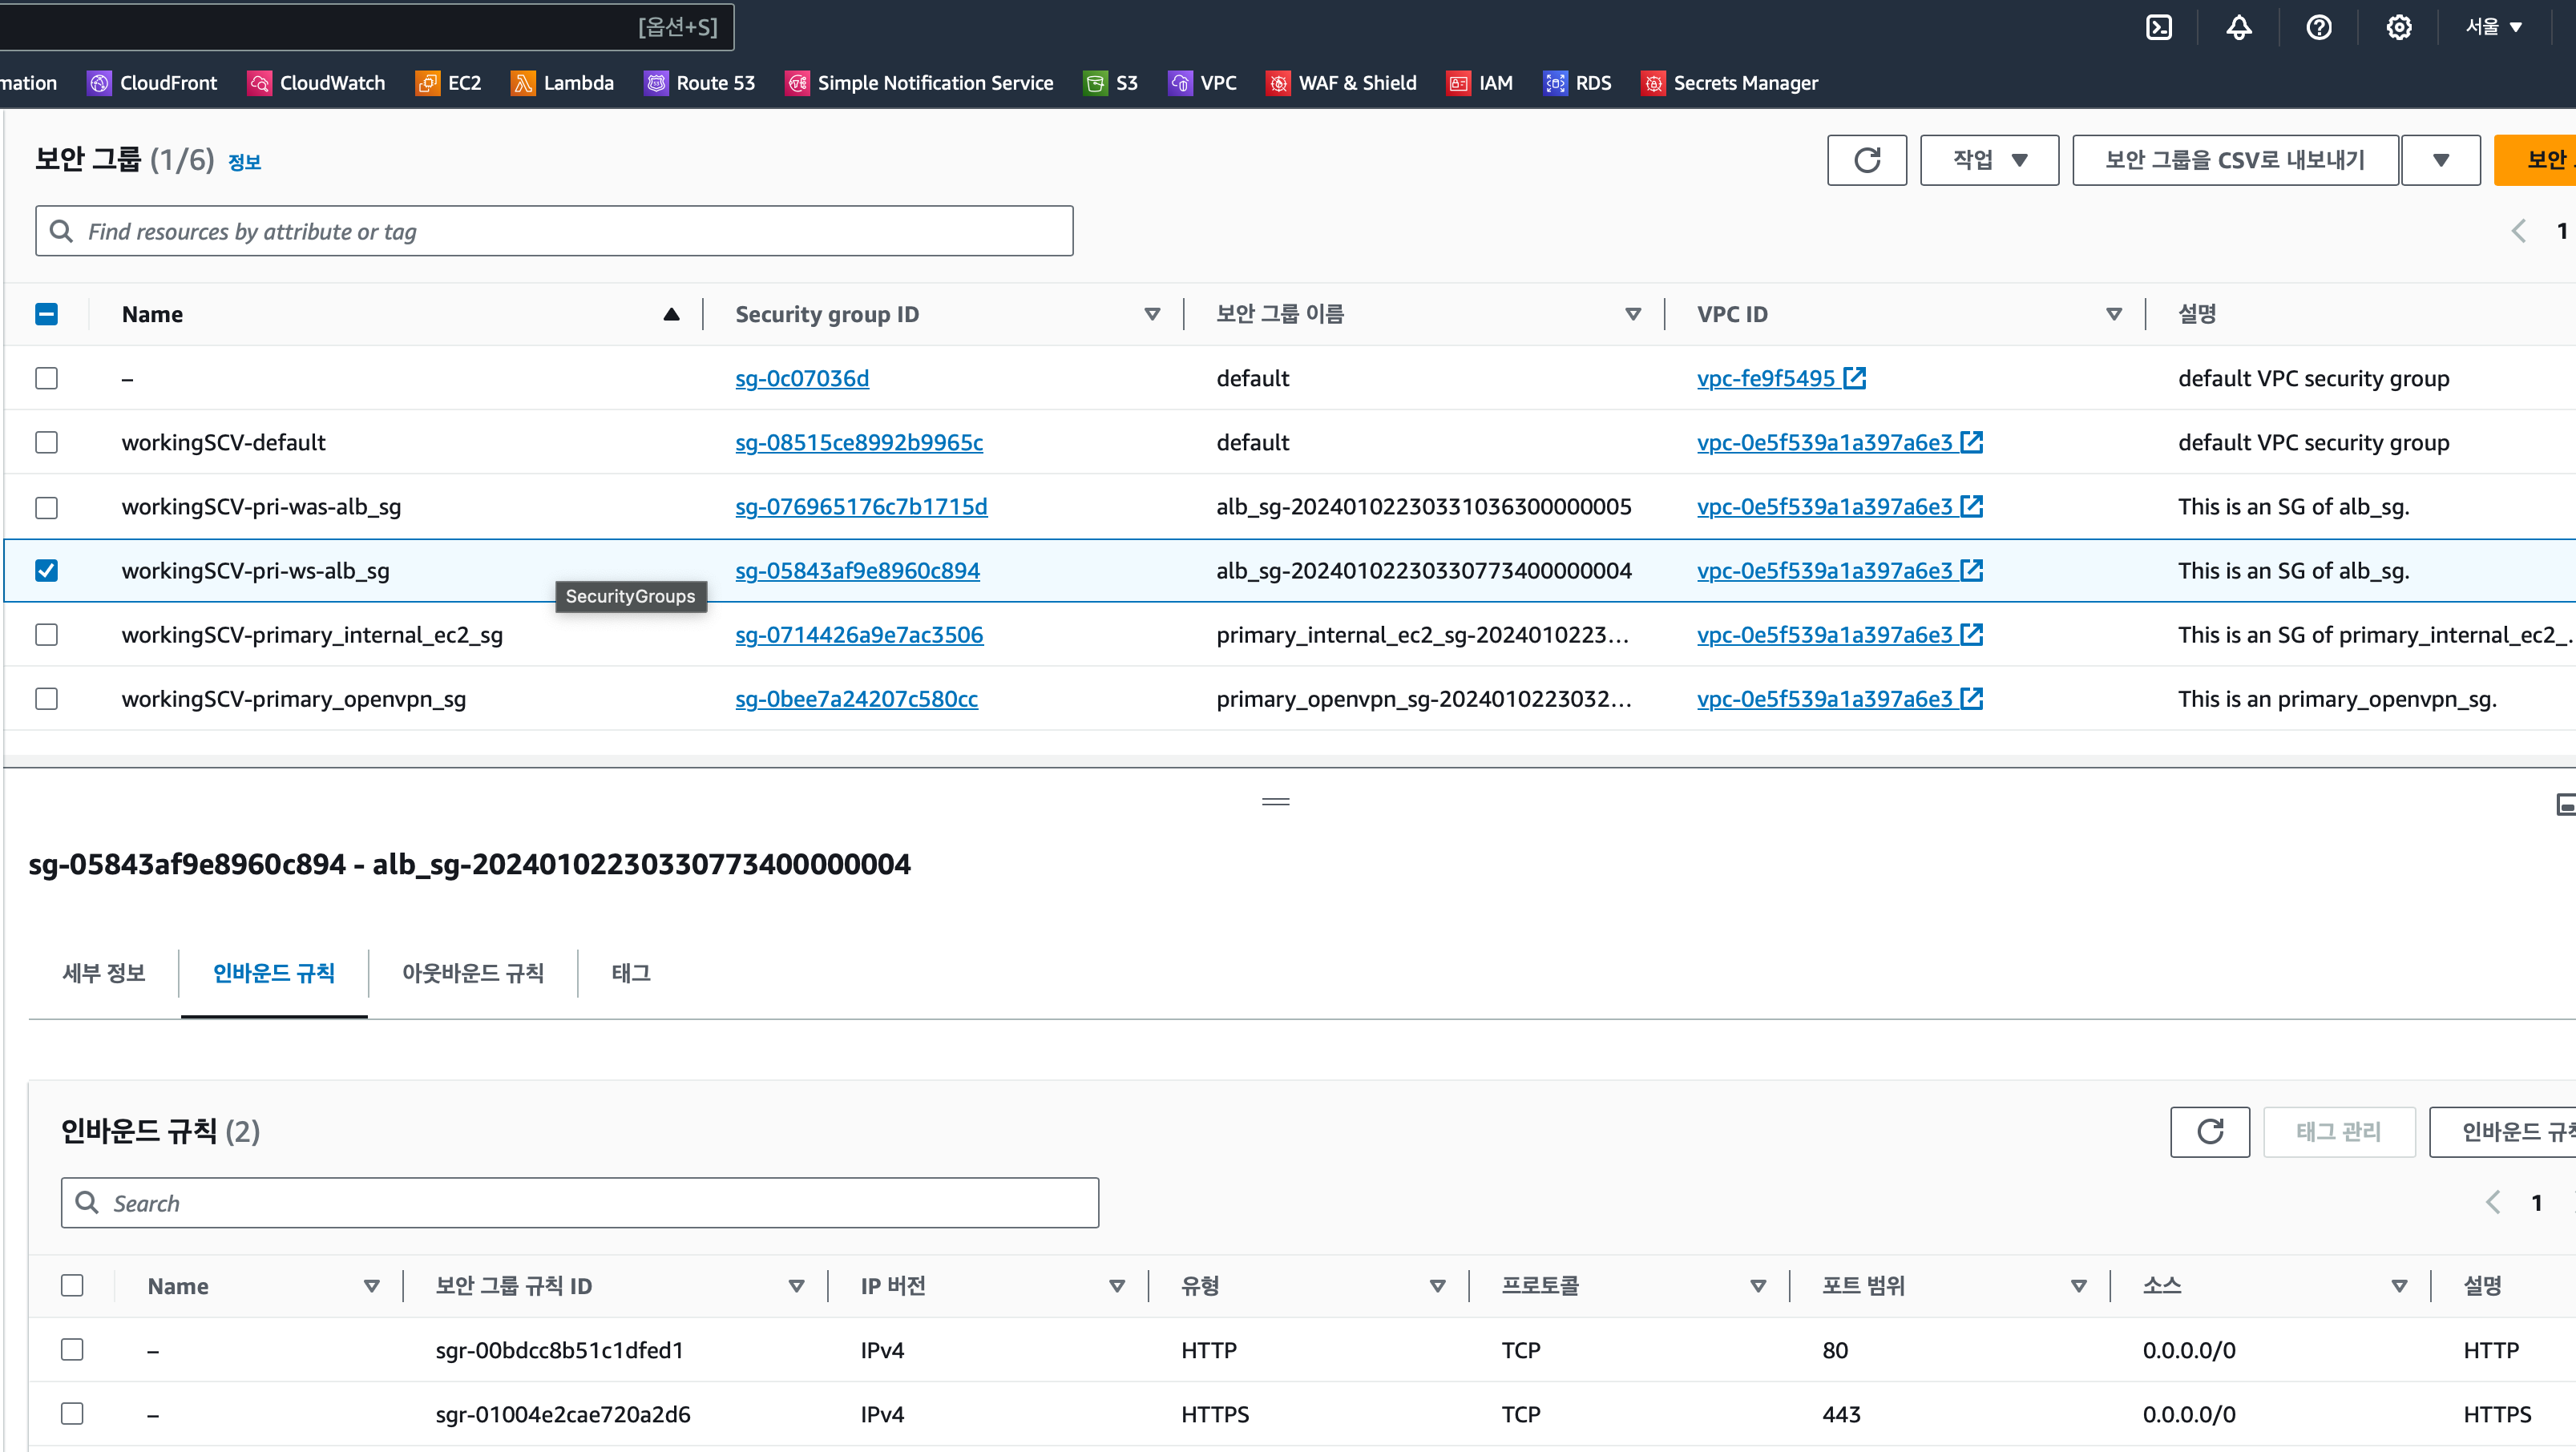 [옵션+S] 서울
mation CloudFront CloudWatch EC2 Lambda Route 53 Simple Notification Service S3 VPC WAF & Shield IAM RDS Secrets Manager
보안 그룹 (1/6) 정보 작업 보안 그룹을 CSV로 내보내기 보안
Find resources by attribute or tag 1
Name Security group ID 보안 그룹 이름 VPC ID 설명
– sg-0c07036d default vpc-fe9f5495 default VPC security group
workingSCV-default sg-08515ce8992b9965c default vpc-0e5f539a1a397a6e3 default VPC security group
workingSCV-pri-was-alb_sg sg-076965176c7b1715d alb_sg-20240102230331036300000005 vpc-0e5f539a1a397a6e3 This is an SG of alb_sg.
workingSCV-pri-ws-alb_sg sg-05843af9e8960c894 alb_sg-20240102230330773400000004 vpc-0e5f539a1a397a6e3 This is an SG of alb_sg.
SecurityGroups
workingSCV-primary_internal_ec2_sg sg-0714426a9e7ac3506 primary_internal_ec2_sg-2024010223... vpc-0e5f539a1a397a6e3 This is an SG of primary_internal_ec2_.
workingSCV-primary_openvpn_sg sg-0bee7a24207c580cc primary_openvpn_sg-2024010223032... vpc-0e5f539a1a397a6e3 This is an primary_openvpn_sg.
sg-05843af9e8960c894 - alb_sg-20240102230330773400000004
세부 정보 인바운드 규칙 아웃바운드 규칙 태그
인바운드 규칙 (2) 태그 관리 인바운드 규칙
Search 1
Name 보안 그룹 규칙 ID IP 버전 유형 프로토콜 포트 범위 소스 설명
– sgr-00bdcc8b51c1dfed1 IPv4 HTTP TCP 80 0.0.0.0/0 HTTP
– sgr-01004e2cae720a2d6 IPv4 HTTPS TCP 443 0.0.0.0/0 HTTPS